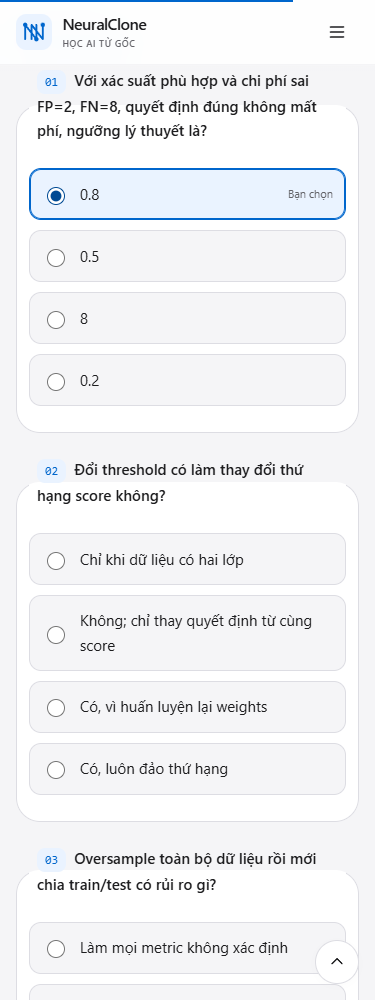 NeuralClone
HỌC AI TỪ GỐC
01 Với xác suất phù hợp và chi phí sai
FP=2, FN=8, quyết định đúng không mất
phí, ngưỡng lý thuyết là?
0.8 Bạn chọn
0.5
8
0.2
02 Đổi threshold có làm thay đổi thứ
hạng score không?
Chỉ khi dữ liệu có hai lớp
Không; chỉ thay quyết định từ cùng
score
Có, vì huấn luyện lại weights
Có, luôn đảo thứ hạng
03 Oversample toàn bộ dữ liệu rồi mới
chia train/test có rủi ro gì?
Làm mọi metric không xác định